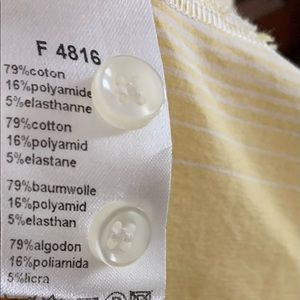 F 4816
79%coton
16%polyamide
5%elasthanne
79%cotton
16%polyamid
5%elastane
79%baumwolle
16%polyamid
5%elasthan
79%algodon
16%poliamida
5%licra